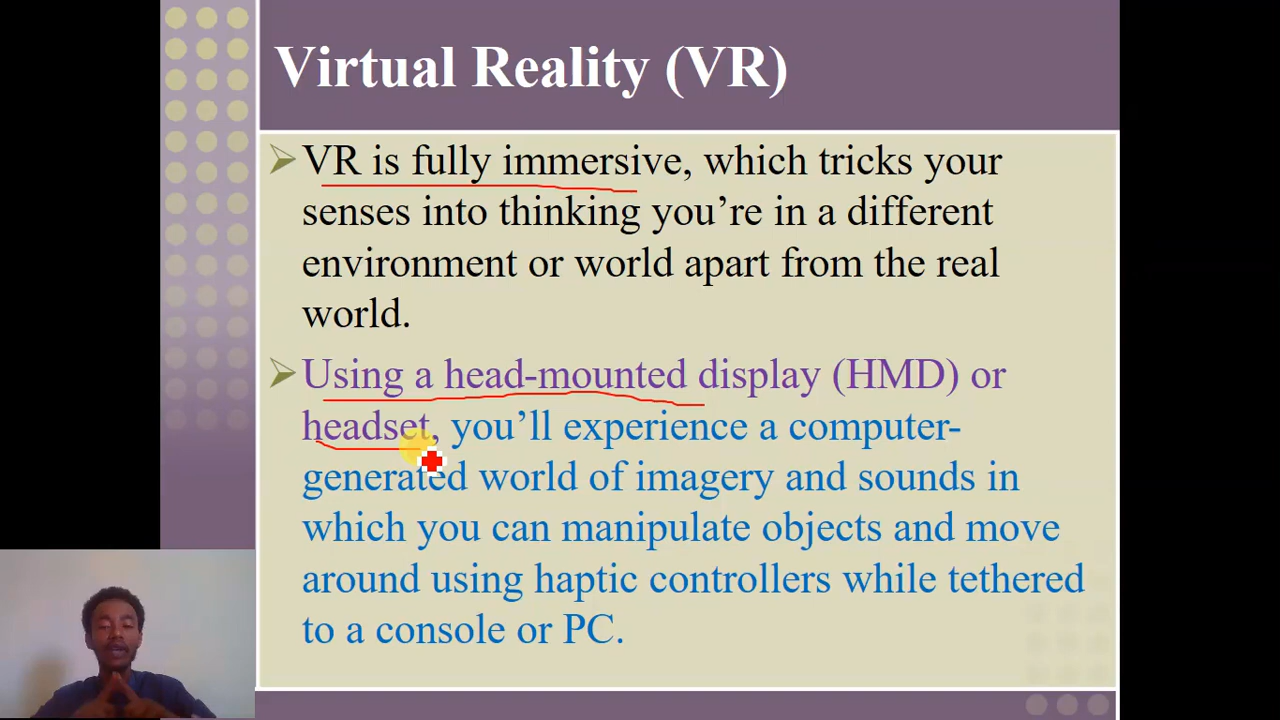 Virtual Reality (VR)
VR is fully immersive, which tricks your
senses into thinking you’re in a different
environment or world apart from the real
world.
Using a head-mounted display (HMD) or
headset, you’ll experience a computer-
generated world of imagery and sounds in
which you can manipulate objects and move
around using haptic controllers while tethered
to a console or PC.